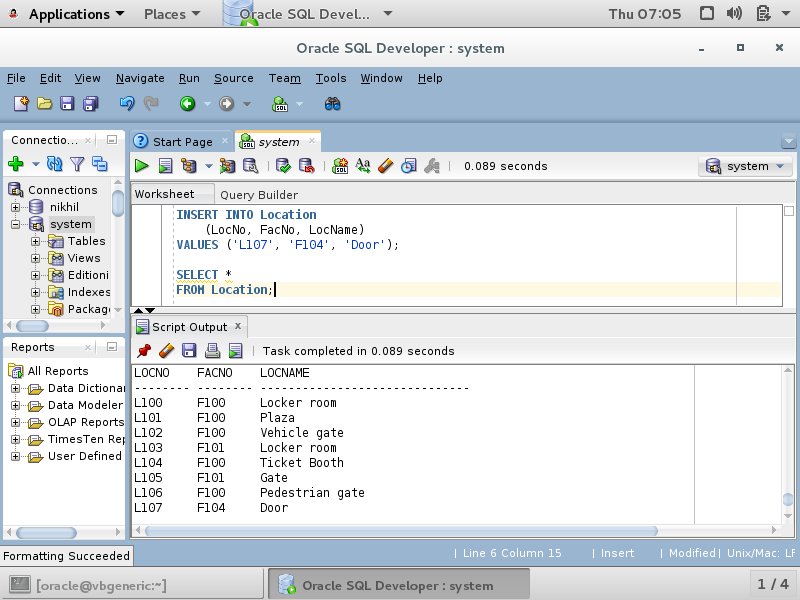 Applications Places Oracle SQL Devel... Thu 07:05
Oracle SQL Developer : system
File Edit View Navigate Run Source Team Tools Window Help
Connectio...
Start Page
system
0.089 seconds
system
Connections
nikhil
system
Tables
Views
Editioni
Indexes
Packag
Worksheet Query Builder
INSERT INTO Location
(LocNo, FacNo, LocName)
VALUES ('L107', 'F104', 'Door');
SELECT *
FROM Location;
Reports
All Reports
Data Dictionar
Data Modeler
OLAP Reports
TimesTen Rep
User Defined
Script Output
Task completed in 0.089 seconds
LOCNO FACNO LOCNAME
-------- -------- ------------------------------
L100 F100 Locker room
L101 F100 Plaza
L102 F100 Vehicle gate
L103 F101 Locker room
L104 F100 Ticket Booth
L105 F101 Gate
L106 F100 Pedestrian gate
L107 F104 Door
Formatting Succeeded
| Line 6 Column 15 | Insert | Modified | Unix/Mac: LF
[oracle@vbgeneric:~] Oracle SQL Developer : system 1 / 4